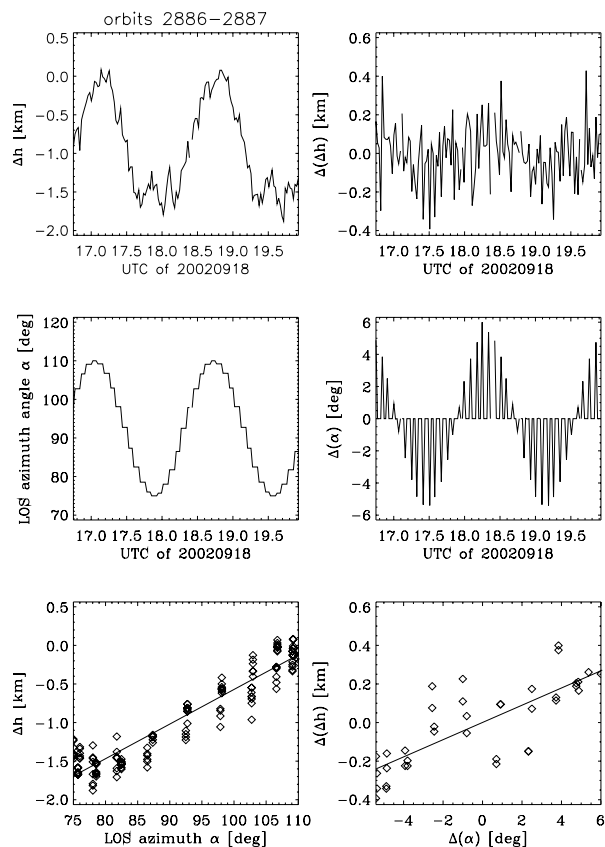 orbits 2886−2887
0.5
0.0
−0.5
−1.0
−1.5
−2.0
Δh [km]
17.0 17.5 18.0 18.5 19.0 19.5
UTC of 20020918
0.6
0.4
0.2
0.0
−0.2
−0.4
Δ(Δh) [km]
17.0 17.5 18.0 18.5 19.0 19.5
UTC of 20020918
120
110
100
90
80
70
LOS azimuth angle α [deg]
17.0 17.5 18.0 18.5 19.0 19.5
UTC of 20020918
6
4
2
0
−2
−4
−6
Δ(α) [deg]
17.0 17.5 18.0 18.5 19.0 19.5
UTC of 20020918
0.5
0.0
−0.5
−1.0
−1.5
−2.0
Δh [km]
75 80 85 90 95 100 105 110
LOS azimuth α [deg]
0.6
0.4
0.2
0.0
−0.2
−0.4
Δ(Δh) [km]
−4 −2 0 2 4 6
Δ(α) [deg]